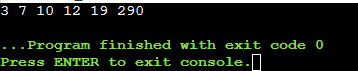 3 7 10 12 19 290

...Program finished with exit code 0
Press ENTER to exit console.